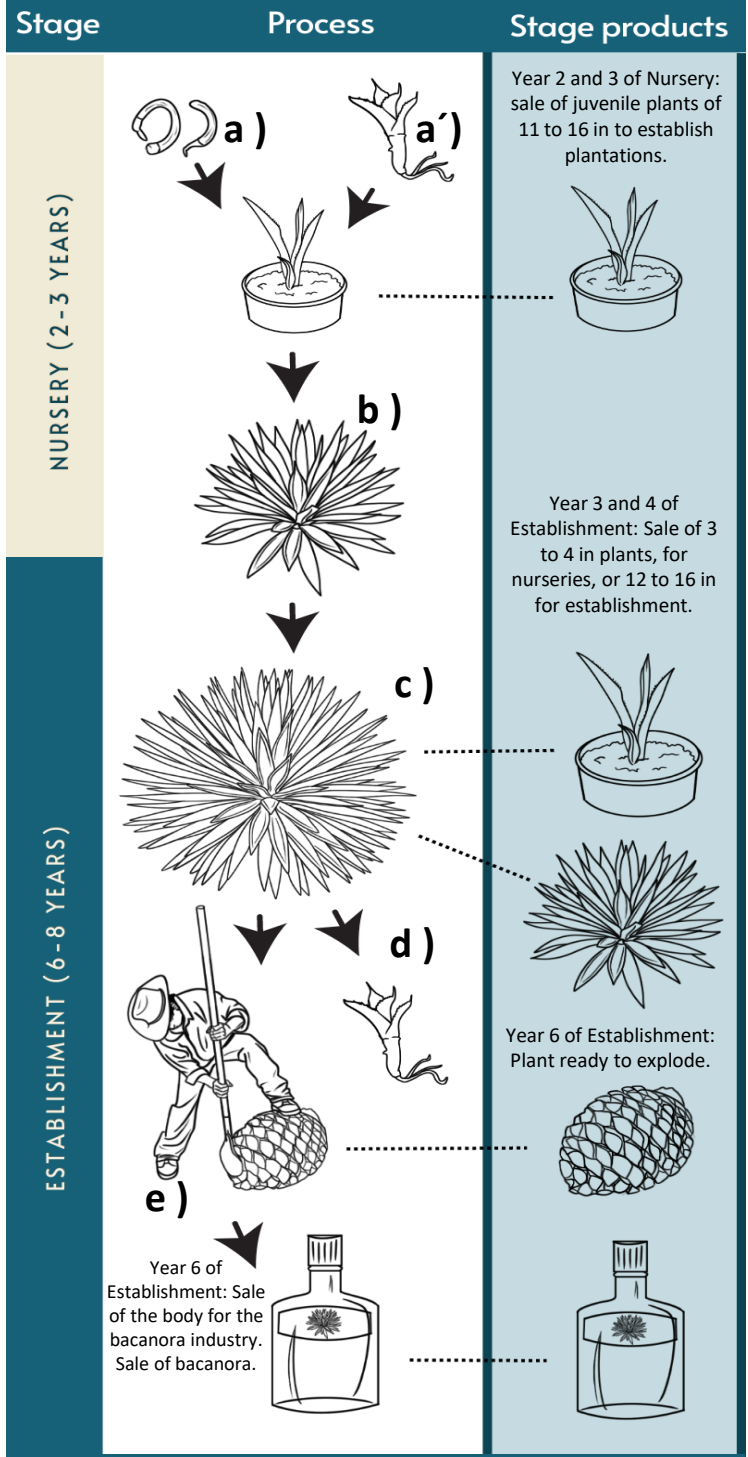 Stage
Process
Stage products
NURSERY (2-3 YEARS)
a )
a´)
Year 2 and 3 of Nursery:
sale of juvenile plants of
11 to 16 in to establish
plantations.
b )
Year 3 and 4 of
Establishment: Sale of 3
to 4 in plants, for
nurseries, or 12 to 16 in
for establishment.
ESTABLISHMENT (6-8 YEARS)
c )
d )
Year 6 of Establishment:
Plant ready to explode.
e )
Year 6 of
Establishment: Sale
of the body for the
bacanora industry.
Sale of bacanora.